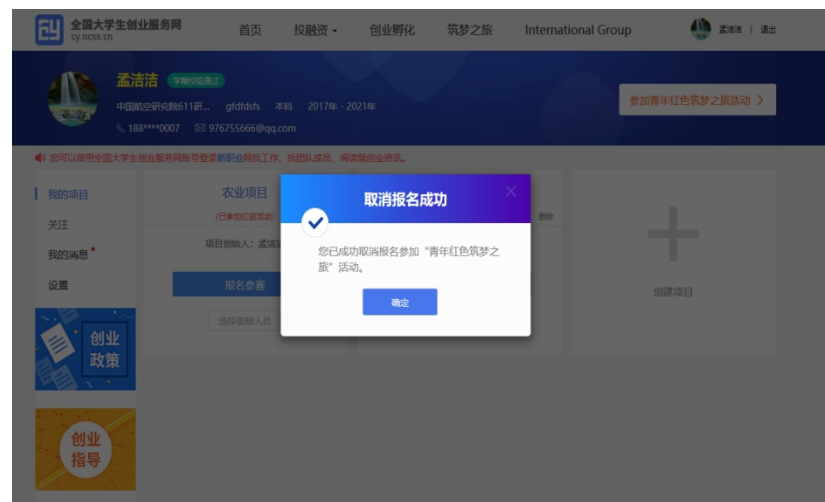 全国大学生创业服务网
cy.ncss.cn
首页
投融资
创业孵化
筑梦之旅
International Group
孟洁洁 | 退出
孟洁洁
学籍校验通过
中国航空研究院611研... gfdfdsfs 本科 2017年 - 2021年
188****0007 976755666@qq.com
参加青年红色筑梦之旅活动
您可以使用全国大学生创业服务网账号登录新职业网找工作、找团队成员、阅读就创业资讯。
我的项目
关注
我的消息
设置
农业项目
(已参加红旅活动)
项目创始人：孟洁
报名参赛
选择答辩人员
删除
取消报名成功
您已成功取消报名参加“青年红色筑梦之
旅”活动。
确定
创建项目
创业
政策
创业
指导